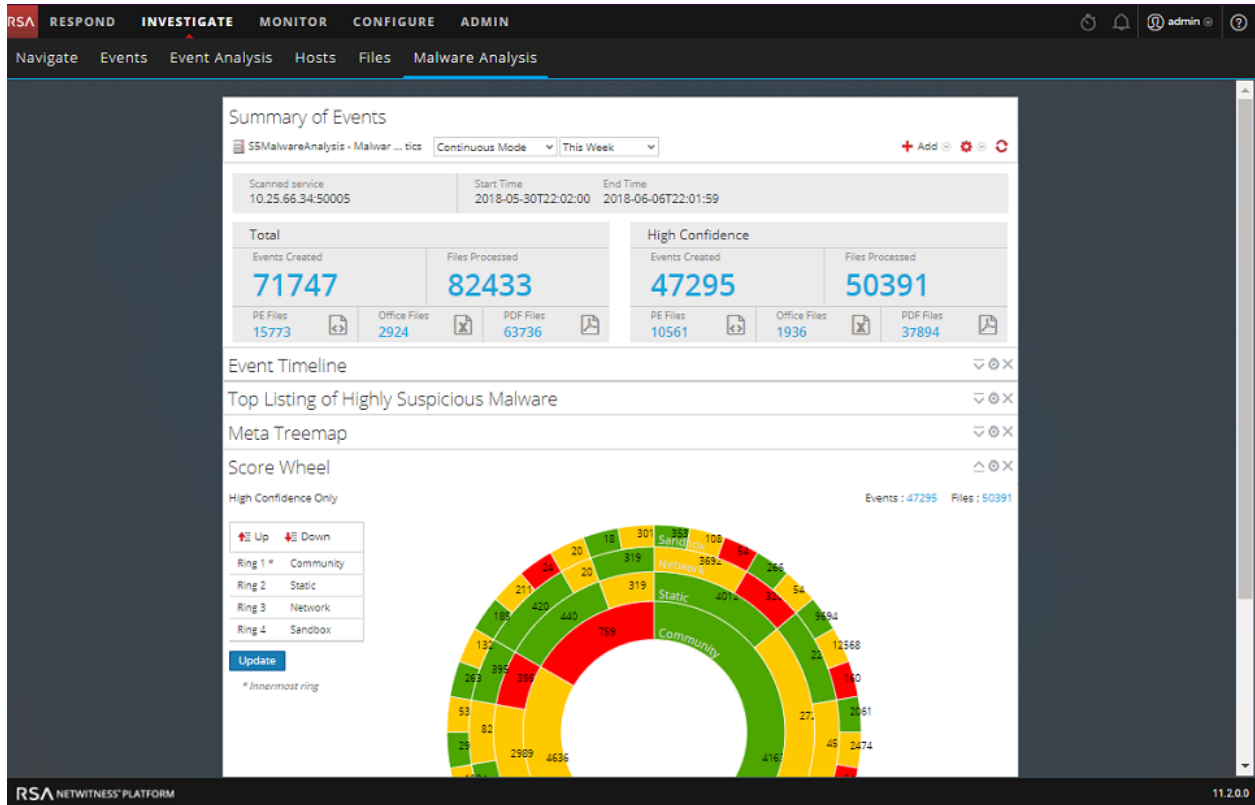 RSA RESPOND INVESTIGATE MONITOR CONFIGURE ADMIN admin
Navigate Events Event Analysis Hosts Files Malware Analysis
Summary of Events
S5MalwareAnalysis - Malwar ... tics Continuous Mode This Week + Add
Scanned service Start Time End Time
10.25.66.34:50005 2018-05-30T22:02:00 2018-06-06T22:01:59
Total High Confidence
Events Created Files Processed Events Created Files Processed
71747 82433 47295 50391
PE Files Office Files PDF Files PE Files Office Files PDF Files
15773 2924 63736 10561 1936 37894
Event Timeline
Top Listing of Highly Suspicious Malware
Meta Treemap
Score Wheel
High Confidence Only Events : 47295 Files : 50391
Up Down
Ring 1 * Community
Ring 2 Static
Ring 3 Network
Ring 4 Sandbox
Update
* Innermost ring
301 353 108
18 Sandbox 54
20 319 Network 3692 266
24 20 319 Static 4012 54
211 420 440 759 Community 9694
185 12568
132 395 395 22 160
263 2061
53 82 27 45 2474
29 2989 4636 416
RSA NETWITNESS® PLATFORM 11.2.0.0